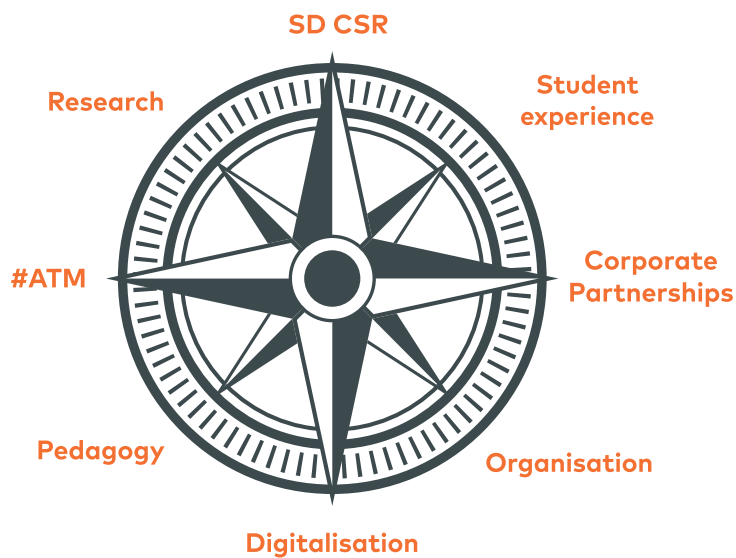 SD CSR
Student
experience
Research
Corporate
Partnerships
#ATM
Pedagogy
Organisation
Digitalisation